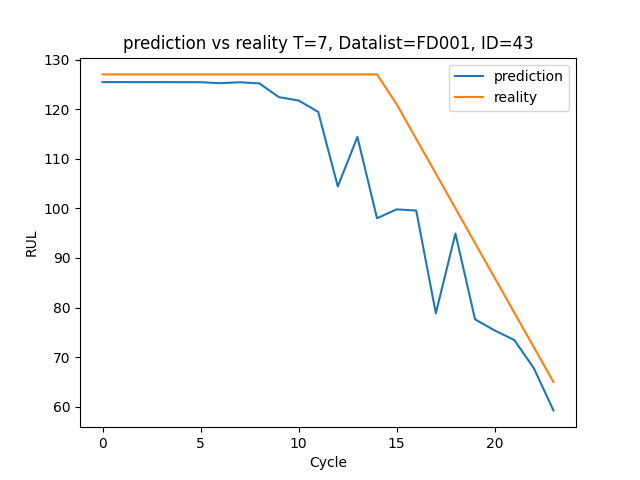 prediction vs reality T=7, Datalist=FD001, ID=43
prediction
reality
130
120
110
100
90
80
70
60
RUL
0 5 10 15 20
Cycle